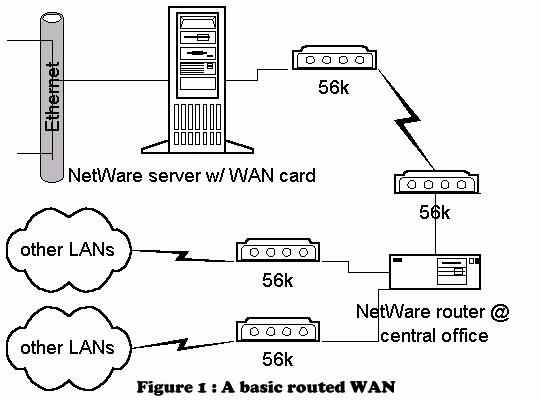 Ethernet
56k
NetWare server w/ WAN card
56k
other LANs
56k
NetWare router @
central office
other LANs
56k
Figure 1 : A basic routed WAN